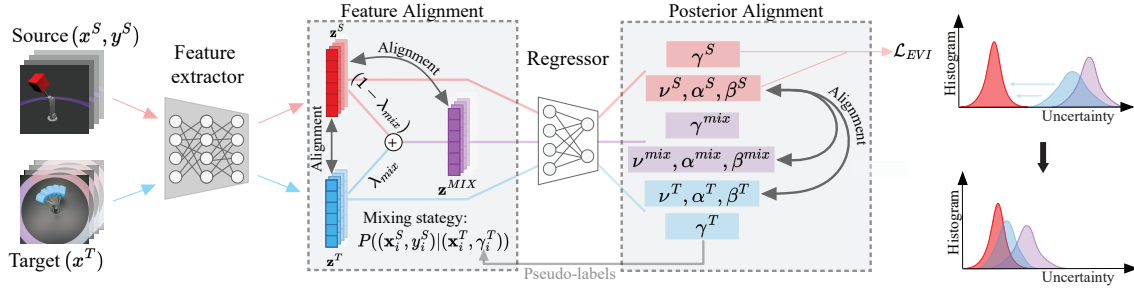 Feature Alignment
Posterior Alignment
Source (x^S, y^S)
Feature
extractor
z^S
Alignment
(1 − λ_mix)
Alignment
+
λ_mix
z^MIX
Mixing stategy:
P((x_i^S, y_i^S)|(x_i^T, γ_i^T))
z^T
Target (x^T)
Regressor
γ^S
ν^S, α^S, β^S
γ^mix
ν^mix, α^mix, β^mix
ν^T, α^T, β^T
γ^T
Alignment
Pseudo-labels
ℒ_EVI
Histogram
Uncertainty
Histogram
Uncertainty